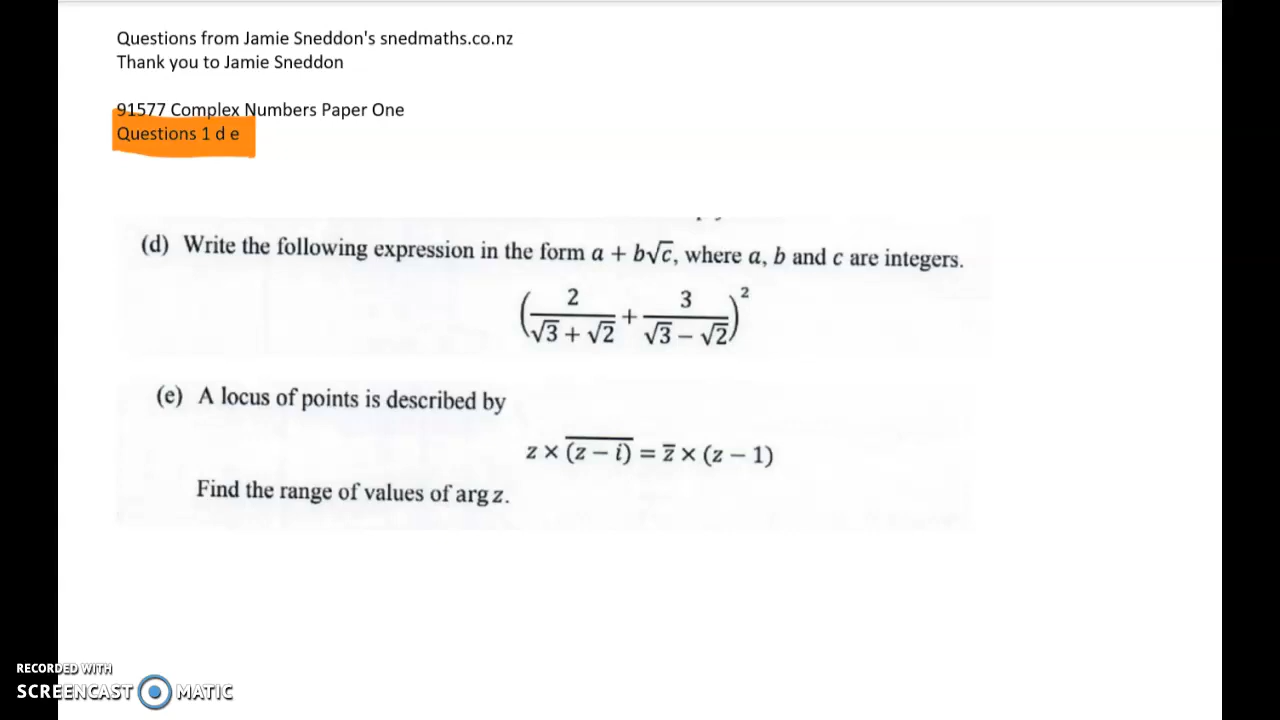 Questions from Jamie Sneddon's snedmaths.co.nz
Thank you to Jamie Sneddon
91577 Complex Numbers Paper One
Questions 1 d e
(d) Write the following expression in the form a + b√c, where a, b and c are integers.
(2/(√3 + √2) + 3/(√3 − √2))²
(e) A locus of points is described by
z × \overline{(z − i)} = z̄ × (z − 1)
Find the range of values of arg z.
RECORDED WITH
SCREENCAST MATIC